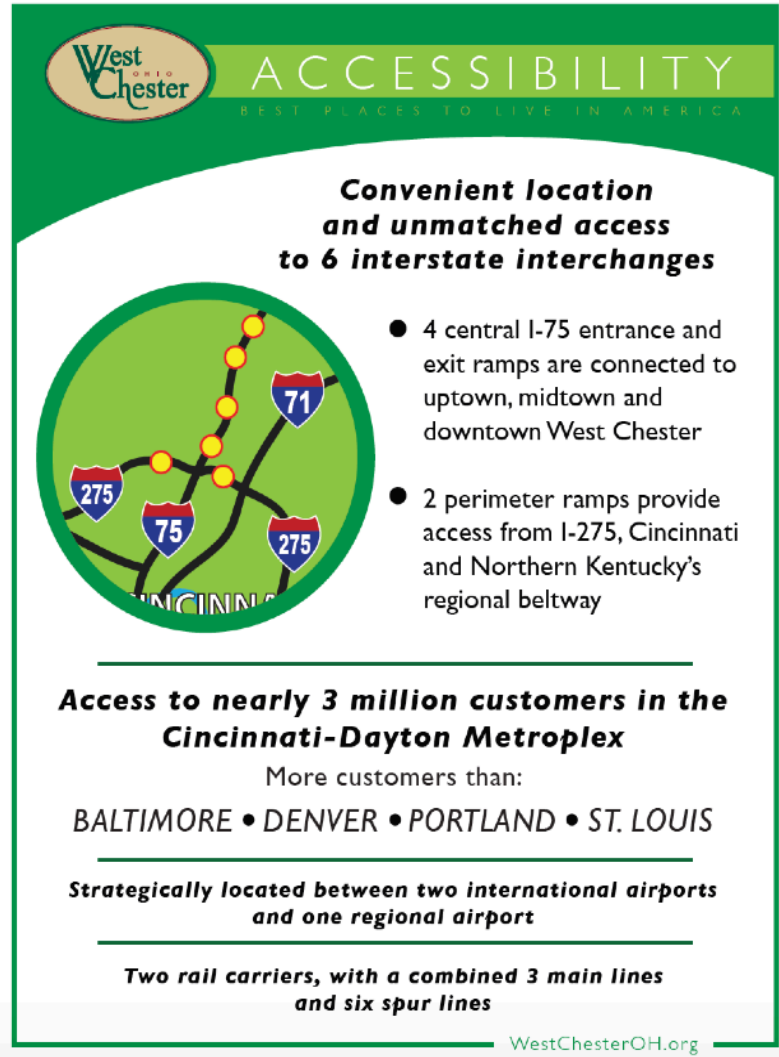 West
OHIO
Chester
ACCESSIBILITY
BEST PLACES TO LIVE IN AMERICA
Convenient location
and unmatched access
to 6 interstate interchanges
● 4 central I-75 entrance and
exit ramps are connected to
uptown, midtown and
downtown West Chester
● 2 perimeter ramps provide
access from I-275, Cincinnati
and Northern Kentucky's
regional beltway
71
275
75
275
INCINNA
Access to nearly 3 million customers in the
Cincinnati-Dayton Metroplex
More customers than:
BALTIMORE • DENVER • PORTLAND • ST. LOUIS
Strategically located between two international airports
and one regional airport
Two rail carriers, with a combined 3 main lines
and six spur lines
WestChesterOH.org